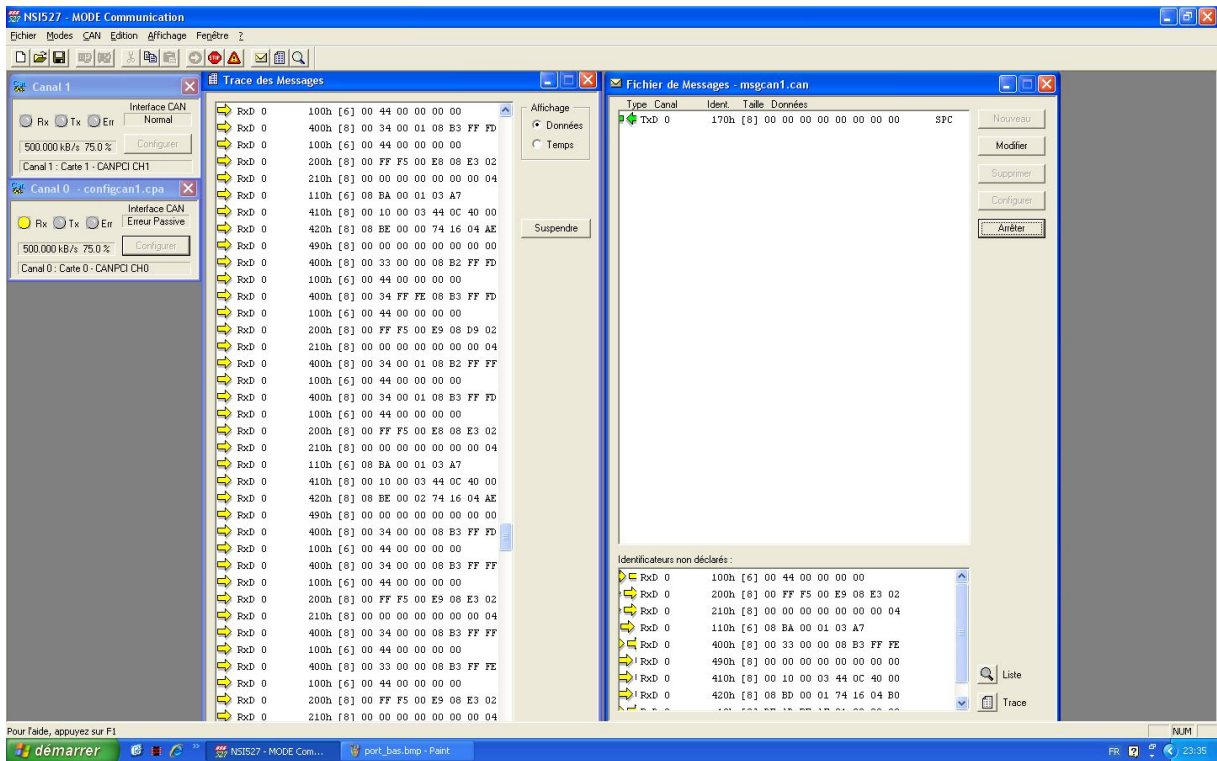 NSI527 - MODE Communication
Fichier Modes CAN Edition Affichage Fenêtre ?
Canal 1
Interface CAN
Rx Tx Err Normal
500.000 kB/s 75.0 % Configurer
Canal 1 : Carte 1 - CANPCI CH1
Canal 0 - configcan1.cpa
Interface CAN
Rx Tx Err Erreur Passive
500.000 kB/s 75.0 % Configurer
Canal 0 : Carte 0 - CANPCI CH0
Trace des Messages
RxD 0 100h [6] 00 44 00 00 00 00
RxD 0 400h [8] 00 34 00 01 08 B3 FF FD
RxD 0 100h [6] 00 44 00 00 00 00
RxD 0 200h [8] 00 FF F5 00 E8 08 E3 02
RxD 0 210h [8] 00 00 00 00 00 00 00 04
RxD 0 110h [6] 08 BA 00 01 03 A7
RxD 0 410h [8] 00 10 00 03 44 0C 40 00
RxD 0 420h [8] 08 BE 00 00 74 16 04 AE
RxD 0 490h [8] 00 00 00 00 00 00 00 00
RxD 0 400h [8] 00 33 00 00 08 B2 FF FD
RxD 0 100h [6] 00 44 00 00 00 00
RxD 0 400h [8] 00 34 FF FE 08 B3 FF FD
RxD 0 100h [6] 00 44 00 00 00 00
RxD 0 200h [8] 00 FF F5 00 E9 08 D9 02
RxD 0 210h [8] 00 00 00 00 00 00 00 04
RxD 0 400h [8] 00 34 00 01 08 B2 FF FF
RxD 0 100h [6] 00 44 00 00 00 00
RxD 0 400h [8] 00 34 00 01 08 B3 FF FD
RxD 0 100h [6] 00 44 00 00 00 00
RxD 0 200h [8] 00 FF F5 00 E8 08 E3 02
RxD 0 210h [8] 00 00 00 00 00 00 00 04
RxD 0 110h [6] 08 BA 00 01 03 A7
RxD 0 410h [8] 00 10 00 03 44 0C 40 00
RxD 0 420h [8] 08 BE 00 02 74 16 04 AE
RxD 0 490h [8] 00 00 00 00 00 00 00 00
RxD 0 400h [8] 00 34 00 00 08 B3 FF FD
RxD 0 100h [6] 00 44 00 00 00 00
RxD 0 400h [8] 00 34 00 00 08 B3 FF FF
RxD 0 100h [6] 00 44 00 00 00 00
RxD 0 200h [8] 00 FF F5 00 E9 08 E3 02
RxD 0 210h [8] 00 00 00 00 00 00 00 04
RxD 0 400h [8] 00 34 00 00 08 B3 FF FF
RxD 0 100h [6] 00 44 00 00 00 00
RxD 0 400h [8] 00 33 00 00 08 B3 FF FE
RxD 0 100h [6] 00 44 00 00 00 00
RxD 0 200h [8] 00 FF F5 00 E9 08 E3 02
RxD 0 210h [8] 00 00 00 00 00 00 00 04
Affichage
Données
Temps
Suspendre
Fichier de Messages - msgcan1.can
Type Canal Ident. Taille Données
TxD 0 170h [8] 00 00 00 00 00 00 00 00 SPC
Nouveau
Modifier
Supprimer
Configurer
Arrêter
Identificateurs non déclarés :
RxD 0 100h [6] 00 44 00 00 00 00
RxD 0 200h [8] 00 FF F5 00 E9 08 E3 02
RxD 0 210h [8] 00 00 00 00 00 00 00 04
RxD 0 110h [6] 08 BA 00 01 03 A7
RxD 0 400h [8] 00 33 00 00 08 B3 FF FE
RxD 0 490h [8] 00 00 00 00 00 00 00 00
RxD 0 410h [8] 00 10 00 03 44 0C 40 00
RxD 0 420h [8] 08 BD 00 01 74 16 04 B0
Liste
Trace
Pour l'aide, appuyez sur F1
NUM
démarrer
NSI527 - MODE Com...
port_bas.bmp - Paint
FR
23:35